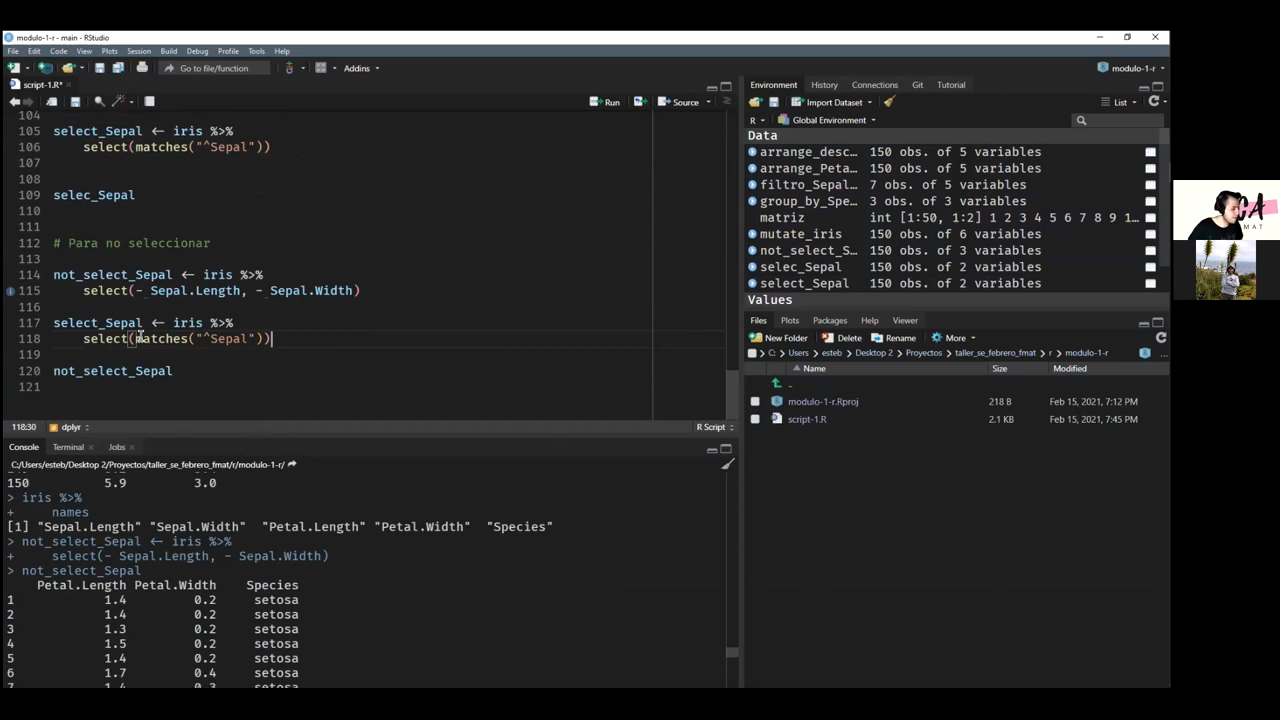 modulo-1-r - main - RStudio
File Edit Code View Plots Session Build Debug Profile Tools Help
Go to file/function Addins modulo-1-r
script-1.R*
Run Source
104
105 select_Sepal <- iris %>%
106 select(matches("^Sepal"))
107
108
109 selec_Sepal
110
111
112 # Para no seleccionar
113
114 not_select_Sepal <- iris %>%
115 select(- Sepal.Length, - Sepal.Width)
116
117 select_Sepal <- iris %>%
118 select(matches("^Sepal"))
119
120 not_select_Sepal
121
118:30 dplyr R Script
Console Terminal Jobs
C:/Users/esteb/Desktop 2/Proyectos/taller_se_febrero_fmat/r/modulo-1-r/
150 5.9 3.0
> iris %>%
+ names
[1] "Sepal.Length" "Sepal.Width" "Petal.Length" "Petal.Width" "Species"
> not_select_Sepal <- iris %>%
+ select(- Sepal.Length, - Sepal.Width)
> not_select_Sepal
Petal.Length Petal.Width Species
1 1.4 0.2 setosa
2 1.4 0.2 setosa
3 1.3 0.2 setosa
4 1.5 0.2 setosa
5 1.4 0.2 setosa
6 1.7 0.4 setosa
7 1.4 0.3 setosa
Environment History Connections Git Tutorial
Import Dataset List
R Global Environment
Data
arrange_desc… 150 obs. of 5 variables
arrange_Peta… 150 obs. of 5 variables
filtro_Sepal… 7 obs. of 5 variables
group_by_Spe… 3 obs. of 3 variables
matriz int [1:50, 1:2] 1 2 3 4 5 6 7 8 9 1…
mutate_iris 150 obs. of 6 variables
not_select_S… 150 obs. of 3 variables
selec_Sepal 150 obs. of 2 variables
select_Sepal 150 obs. of 2 variables
Values
Files Plots Packages Help Viewer
New Folder Delete Rename More
C: Users esteb Desktop 2 Proyectos taller_se_febrero_fmat r modulo-1-r ...
Name Size Modified
..
modulo-1-r.Rproj 218 B Feb 15, 2021, 7:12 PM
script-1.R 2.1 KB Feb 15, 2021, 7:45 PM